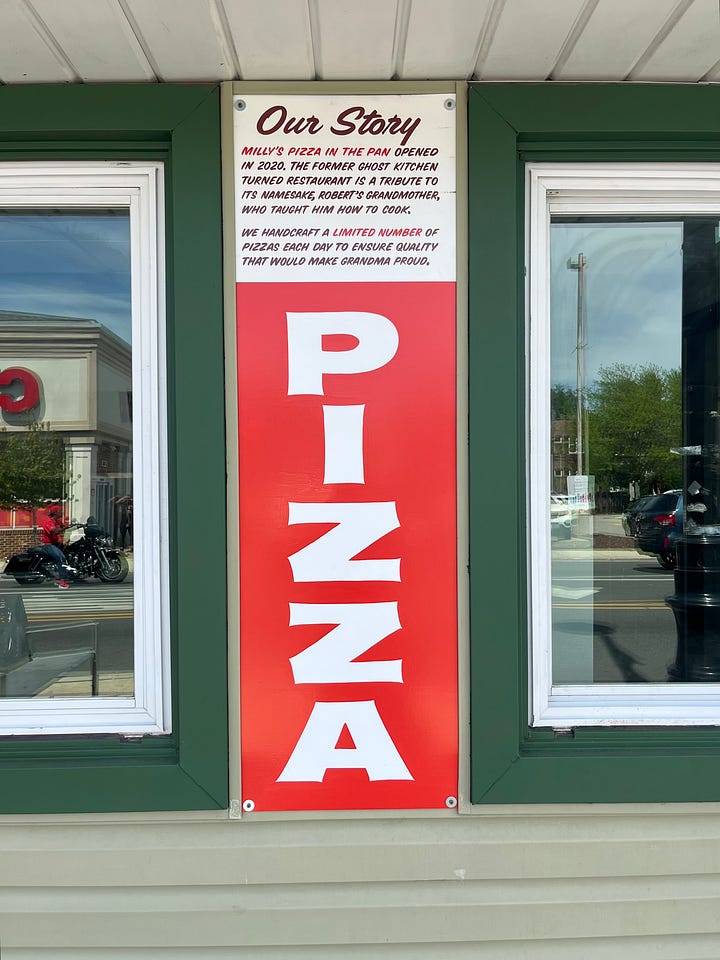 Our Story
MILLY'S PIZZA IN THE PAN OPENED
IN 2020. THE FORMER GHOST KITCHEN
TURNED RESTAURANT IS A TRIBUTE TO
ITS NAMESAKE, ROBERT'S GRANDMOTHER,
WHO TAUGHT HIM HOW TO COOK.
WE HANDCRAFT A LIMITED NUMBER OF
PIZZAS EACH DAY TO ENSURE QUALITY
THAT WOULD MAKE GRANDMA PROUD.
P
I
Z
Z
A